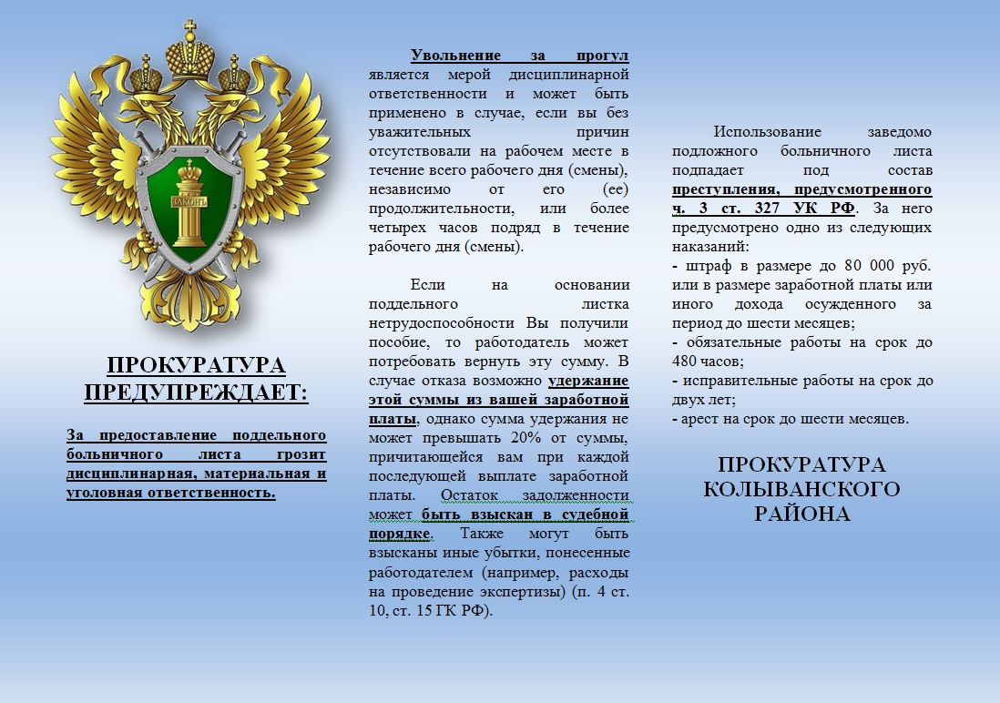 ЗАКОНЪ
ПРОКУРАТУРА
ПРЕДУПРЕЖДАЕТ:
За предоставление поддельного
больничного листа грозит
дисциплинарная, материальная и
уголовная ответственность.
Увольнение за прогул
является мерой дисциплинарной
ответственности и может быть
применено в случае, если вы без
уважительных причин
отсутствовали на рабочем месте в
течение всего рабочего дня (смены),
независимо от его (ее)
продолжительности, или более
четырех часов подряд в течение
рабочего дня (смены).
Если на основании
поддельного листка
нетрудоспособности Вы получили
пособие, то работодатель может
потребовать вернуть эту сумму. В
случае отказа возможно удержание
этой суммы из вашей заработной
платы, однако сумма удержания не
может превышать 20% от суммы,
причитающейся вам при каждой
последующей выплате заработной
платы. Остаток задолженности
может быть взыскан в судебной
порядке. Также могут быть
взысканы иные убытки, понесенные
работодателем (например, расходы
на проведение экспертизы) (п. 4 ст.
10, ст. 15 ГК РФ).
Использование заведомо
подложного больничного листа
подпадает под состав
преступления, предусмотренного
ч. 3 ст. 327 УК РФ. За него
предусмотрено одно из следующих
наказаний:
- штраф в размере до 80 000 руб.
или в размере заработной платы или
иного дохода осужденного за
период до шести месяцев;
- обязательные работы на срок до
480 часов;
- исправительные работы на срок до
двух лет;
- арест на срок до шести месяцев.
ПРОКУРАТУРА
КОЛЫВАНСКОГО
РАЙОНА